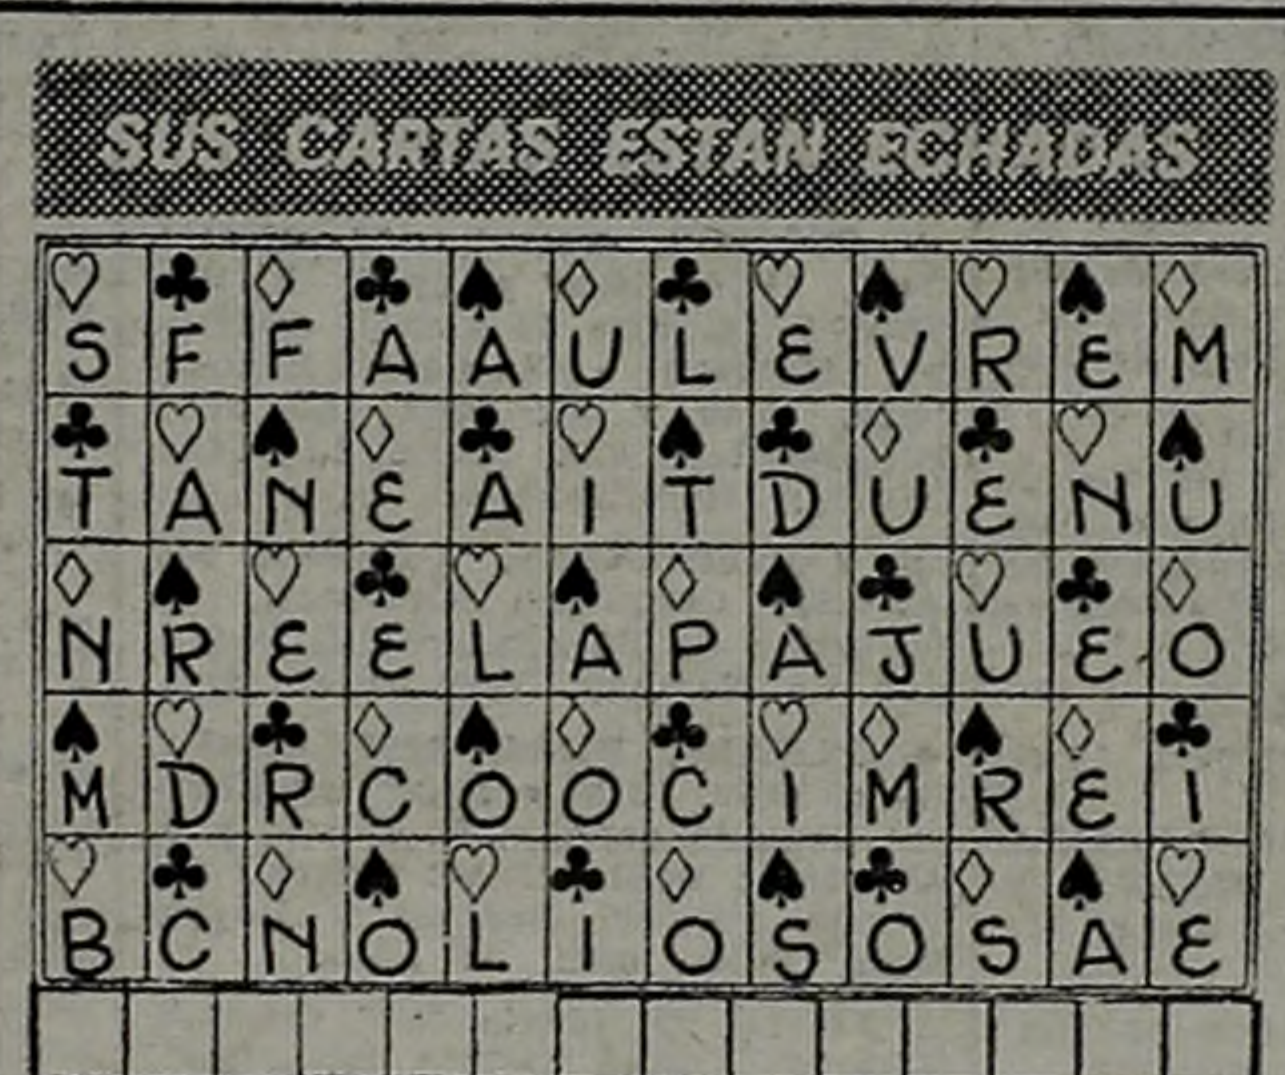 SUS CARTAS ESTAN ECHADAS
♡ ♣ ♢ ♣ ♠ ♢ ♣ ♡ ♠ ♡ ♠ ♢
S F F A A U L E V R E M
♣ ♡ ♠ ♢ ♣ ♡ ♠ ♣ ♢ ♣ ♡ ♠
T A N E A I T D U E N U
♢ ♠ ♡ ♣ ♡ ♠ ♢ ♠ ♣ ♡ ♣ ♢
N R E E L A P A J U E O
♠ ♡ ♣ ♢ ♠ ♢ ♣ ♡ ♢ ♠ ♢ ♣
M D R C O O C I M R E I
♡ ♣ ♢ ♠ ♡ ♣ ♢ ♠ ♣ ♢ ♠ ♡
B C N O L I O S O S A E